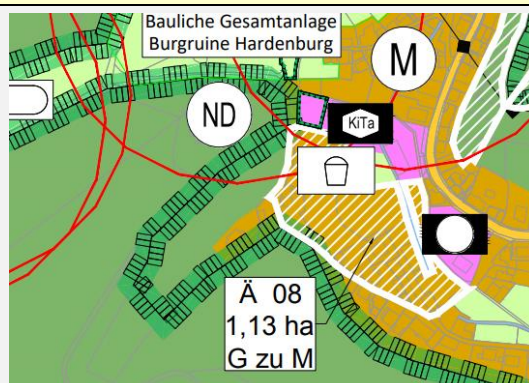 Bauliche Gesamtanlage
Burgruine Hardenburg
M
ND
KiTa
Ä 08
1,13 ha
G zu M